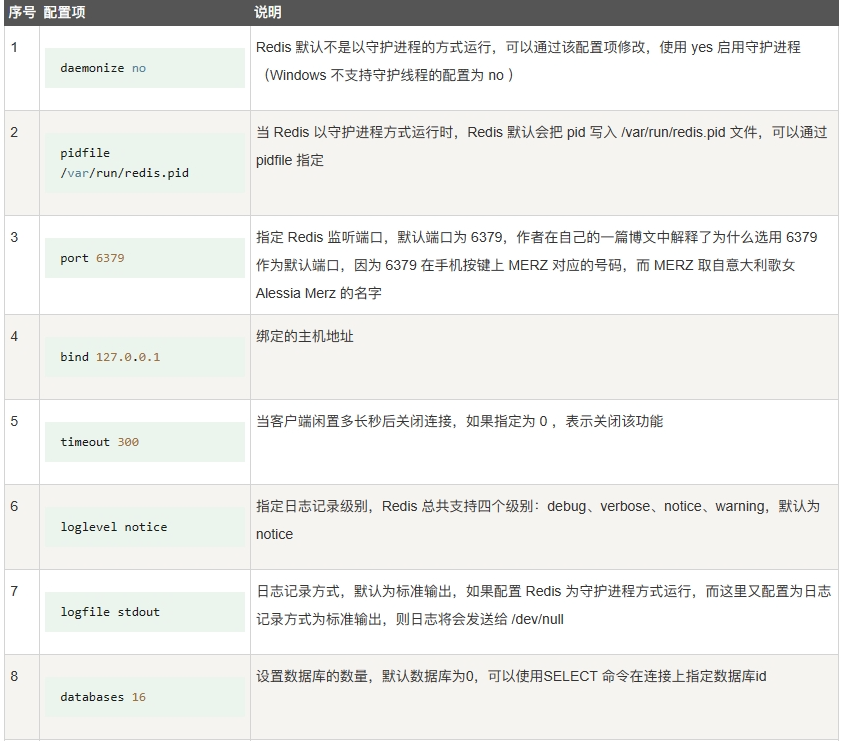 序号 配置项 说明
1
daemonize no
Redis 默认不是以守护进程的方式运行，可以通过该配置项修改，使用 yes 启用守护进程
（Windows 不支持守护线程的配置为 no ）
2
pidfile
/var/run/redis.pid
当 Redis 以守护进程方式运行时，Redis 默认会把 pid 写入 /var/run/redis.pid 文件，可以通过
pidfile 指定
3
port 6379
指定 Redis 监听端口，默认端口为 6379，作者在自己的一篇博文中解释了为什么选用 6379
作为默认端口，因为 6379 在手机按键上 MERZ 对应的号码，而 MERZ 取自意大利歌女
Alessia Merz 的名字
4
bind 127.0.0.1
绑定的主机地址
5
timeout 300
当客户端闲置多长秒后关闭连接，如果指定为 0 ，表示关闭该功能
6
loglevel notice
指定日志记录级别，Redis 总共支持四个级别：debug、verbose、notice、warning，默认为
notice
7
logfile stdout
日志记录方式，默认为标准输出，如果配置 Redis 为守护进程方式运行，而这里又配置为日志
记录方式为标准输出，则日志将会发送给 /dev/null
8
databases 16
设置数据库的数量，默认数据库为0，可以使用SELECT 命令在连接上指定数据库id